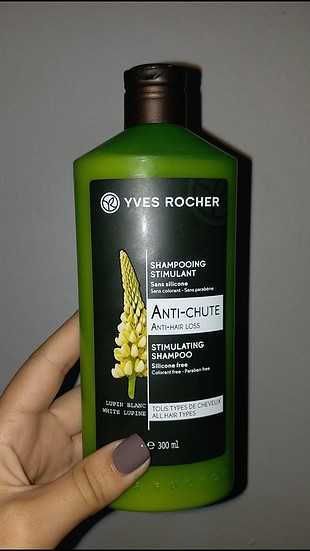 YVES ROCHER
SHAMPOOING
STIMULANT
Sans silicone
Sans colorant - Sans parabène
ANTI-CHUTE
ANTI-HAIR LOSS
STIMULATING
SHAMPOO
Silicone free
Colorant free - Paraben free
LUPIN BLANC
WHITE LUPINE
TOUS TYPES DE CHEVEUX
ALL HAIR TYPES
℮ 300 ml